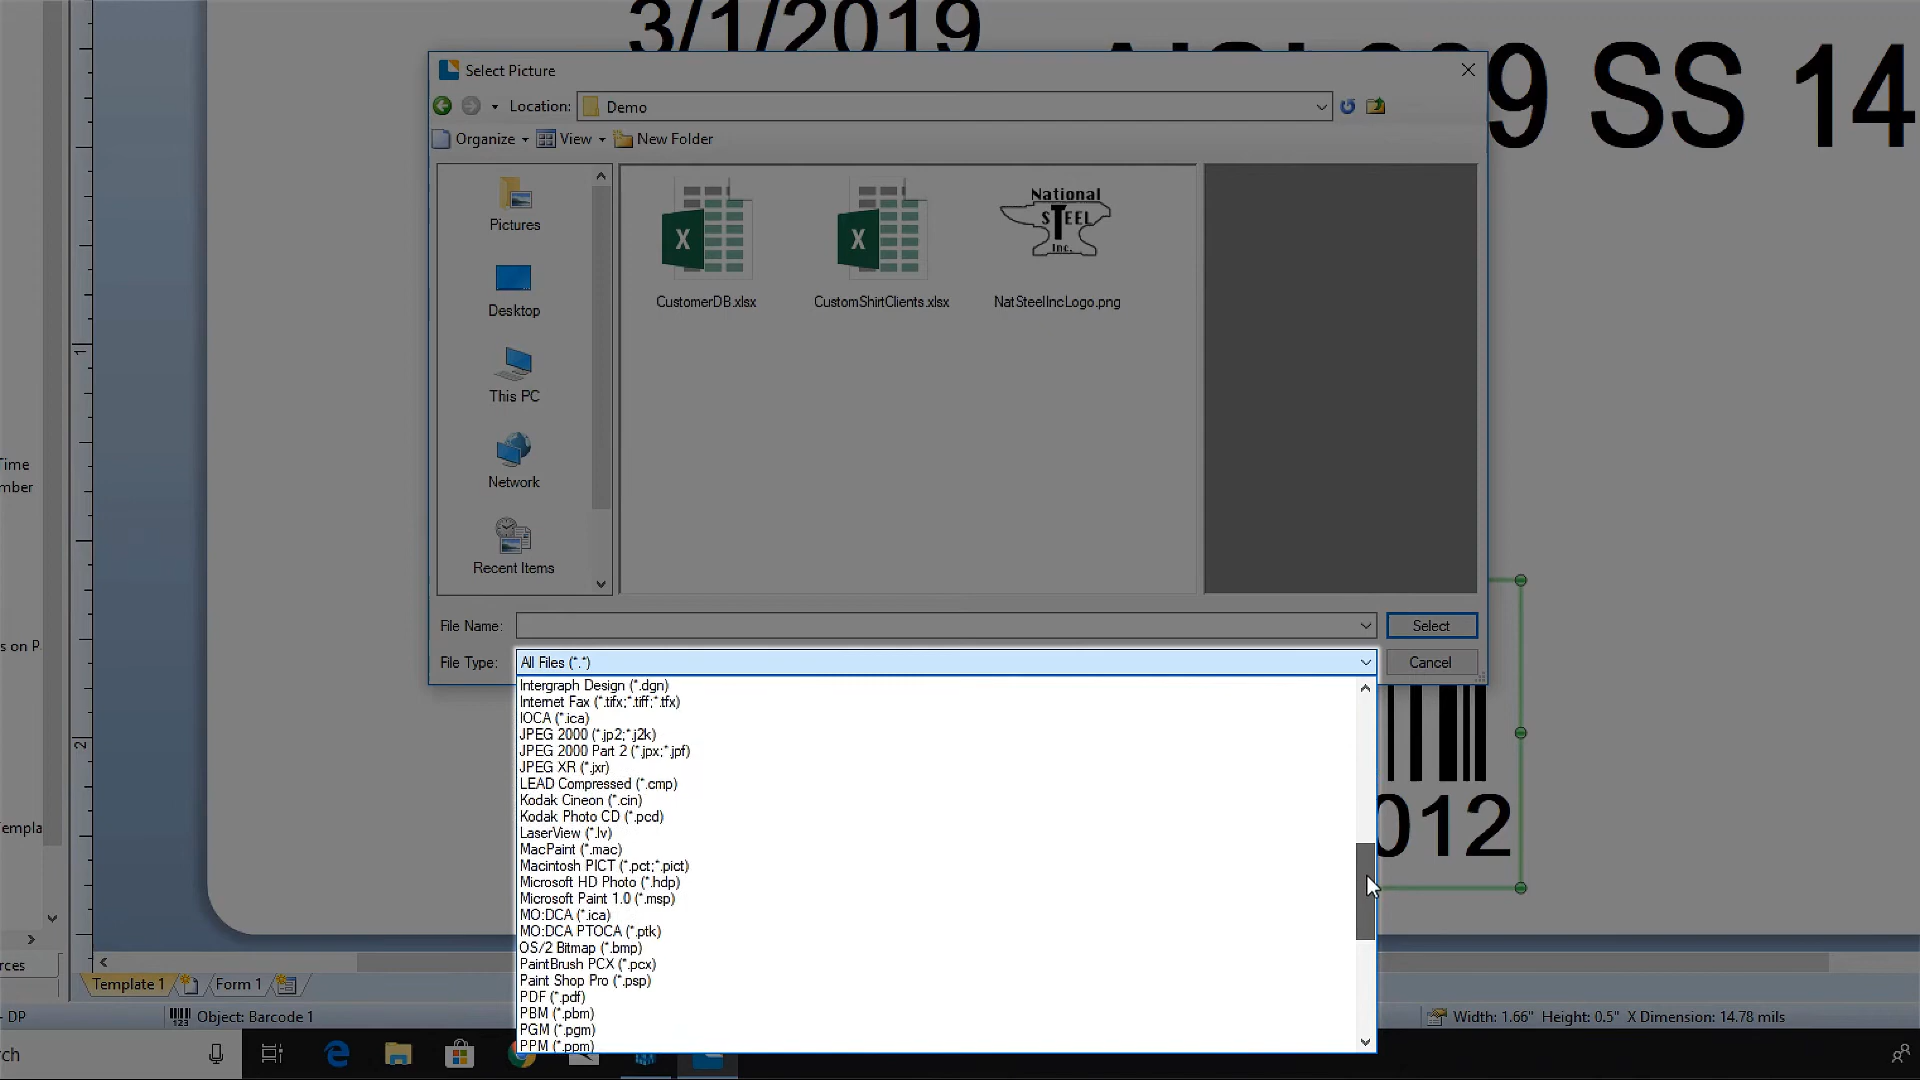 3/1/2019
9 SS 14
Select Picture
Location: Demo
Organize View New Folder
Pictures
Desktop
This PC
Network
Recent Items
X
X
National
STEEL
Inc.
CustomerDB.xlsx
CustomShirtClients.xlsx
NatSteelIncLogo.png
File Name:
Select
File Type:
All Files (*.*)
Cancel
Intergraph Design (*.dgn)
Internet Fax (*.tifx;*.tiff;*.tfx)
IOCA (*.ica)
JPEG 2000 (*.jp2;*.j2k)
JPEG 2000 Part 2 (*.jpx;*.jpf)
JPEG XR (*.jxr)
LEAD Compressed (*.cmp)
Kodak Cineon (*.cin)
Kodak Photo CD (*.pcd)
LaserView (*.lv)
MacPaint (*.mac)
Macintosh PICT (*.pct;*.pict)
Microsoft HD Photo (*.hdp)
Microsoft Paint 1.0 (*.msp)
MO:DCA (*.ica)
MO:DCA PTOCA (*.ptk)
OS/2 Bitmap (*.bmp)
PaintBrush PCX (*.pcx)
Paint Shop Pro (*.psp)
PDF (*.pdf)
PBM (*.pbm)
PGM (*.pgm)
PPM (*.ppm)
012
1
2
Time
mber
s on P
Templa
rces
Template 1
Form 1
- DP
123
Object: Barcode 1
Width: 1.66" Height: 0.5" X Dimension: 14.78 mils
rch